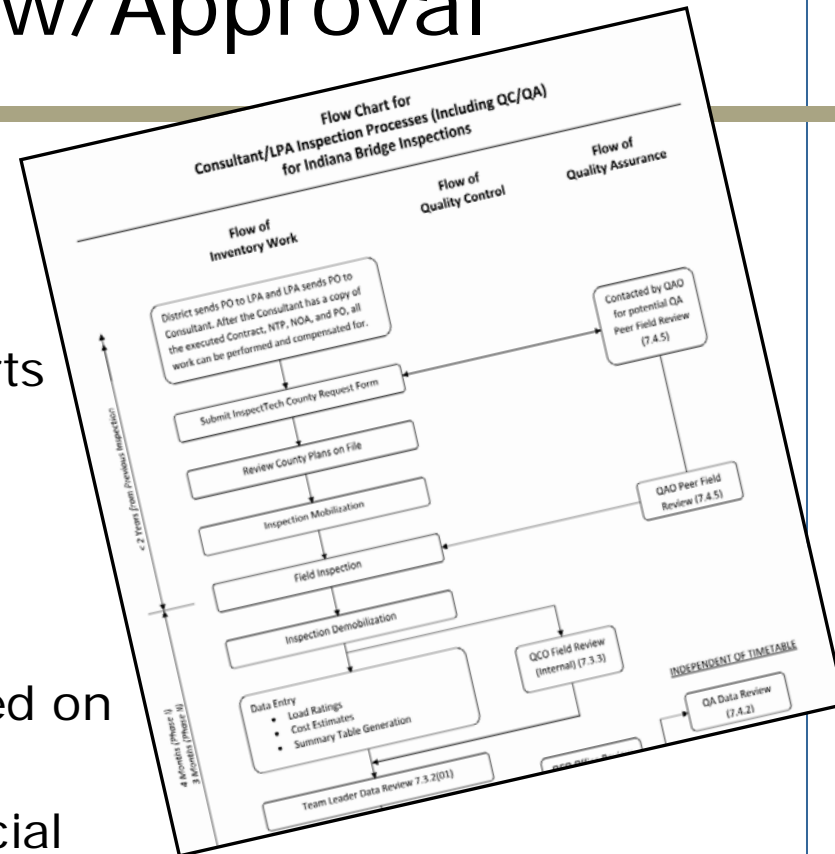 w/Approval
Flow Chart for
Consultant/LPA Inspection Processes (Including QC/QA)
for Indiana Bridge Inspections
Flow of
Inventory Work
Flow of
Quality Control
Flow of
Quality Assurance
District sends PO to LPA and LPA sends PO to
Consultant. After the Consultant has a copy of
the executed Contract, NTP, NOA, and PO, all
work can be performed and compensated for.
Contacted by QAO
for potential QA
Peer Field Review
(7.4.5)
rts
Submit InspectTech County Request Form
Review County Plans on File
Inspection Mobilization
< 2 Years from Previous Inspection
QAO Peer Field
Review (7.4.5)
Field Inspection
Inspection Demobilization
QCO Field Review
(Internal) (7.3.3)
INDEPENDENT OF TIMETABLE
QA Data Review
(7.4.2)
ed on
Data Entry
• Load Ratings
• Cost Estimates
• Summary Table Generation
4 Months (Phase I)
3 Months (Phase II)
Team Leader Data Review 7.3.2(01)
cial